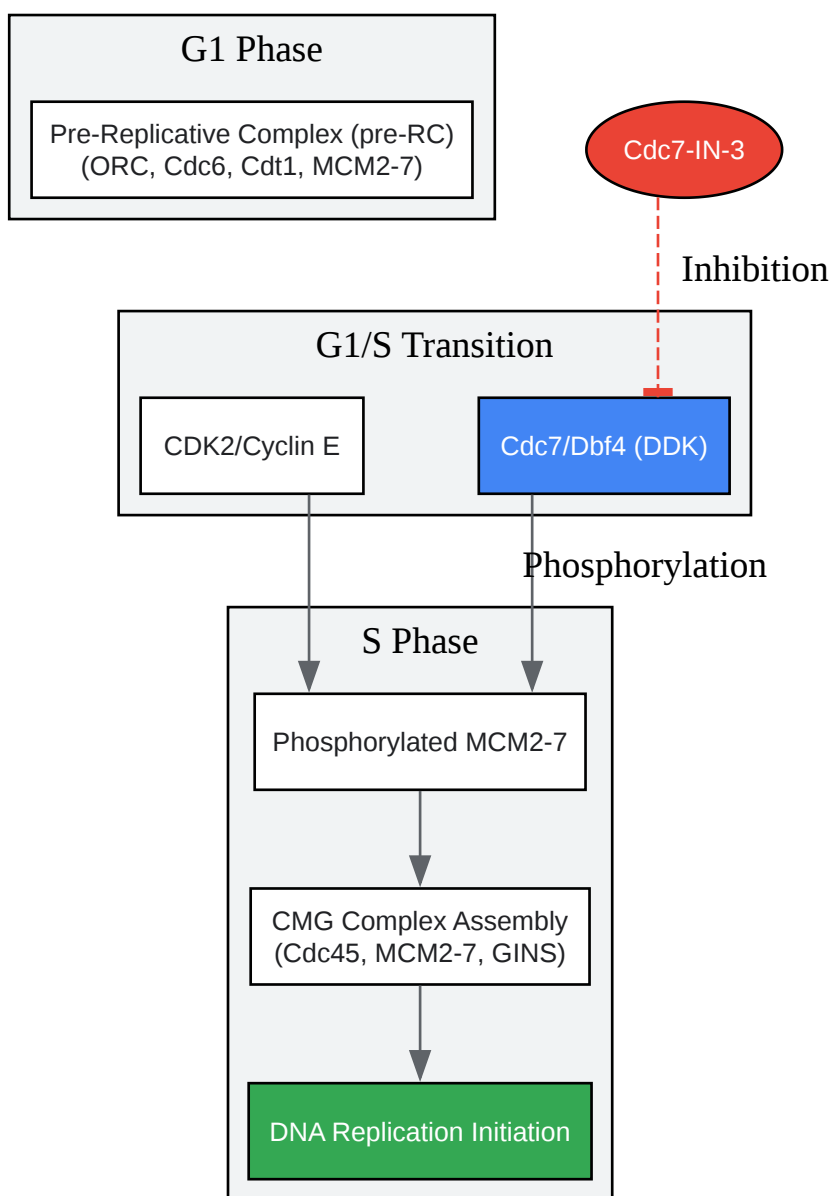 G1 Phase
Pre-Replicative Complex (pre-RC)
(ORC, Cdc6, Cdt1, MCM2-7)
Cdc7-IN-3
Inhibition
G1/S Transition
CDK2/Cyclin E
Cdc7/Dbf4 (DDK)
Phosphorylation
S Phase
Phosphorylated MCM2-7
CMG Complex Assembly
(Cdc45, MCM2-7, GINS)
DNA Replication Initiation